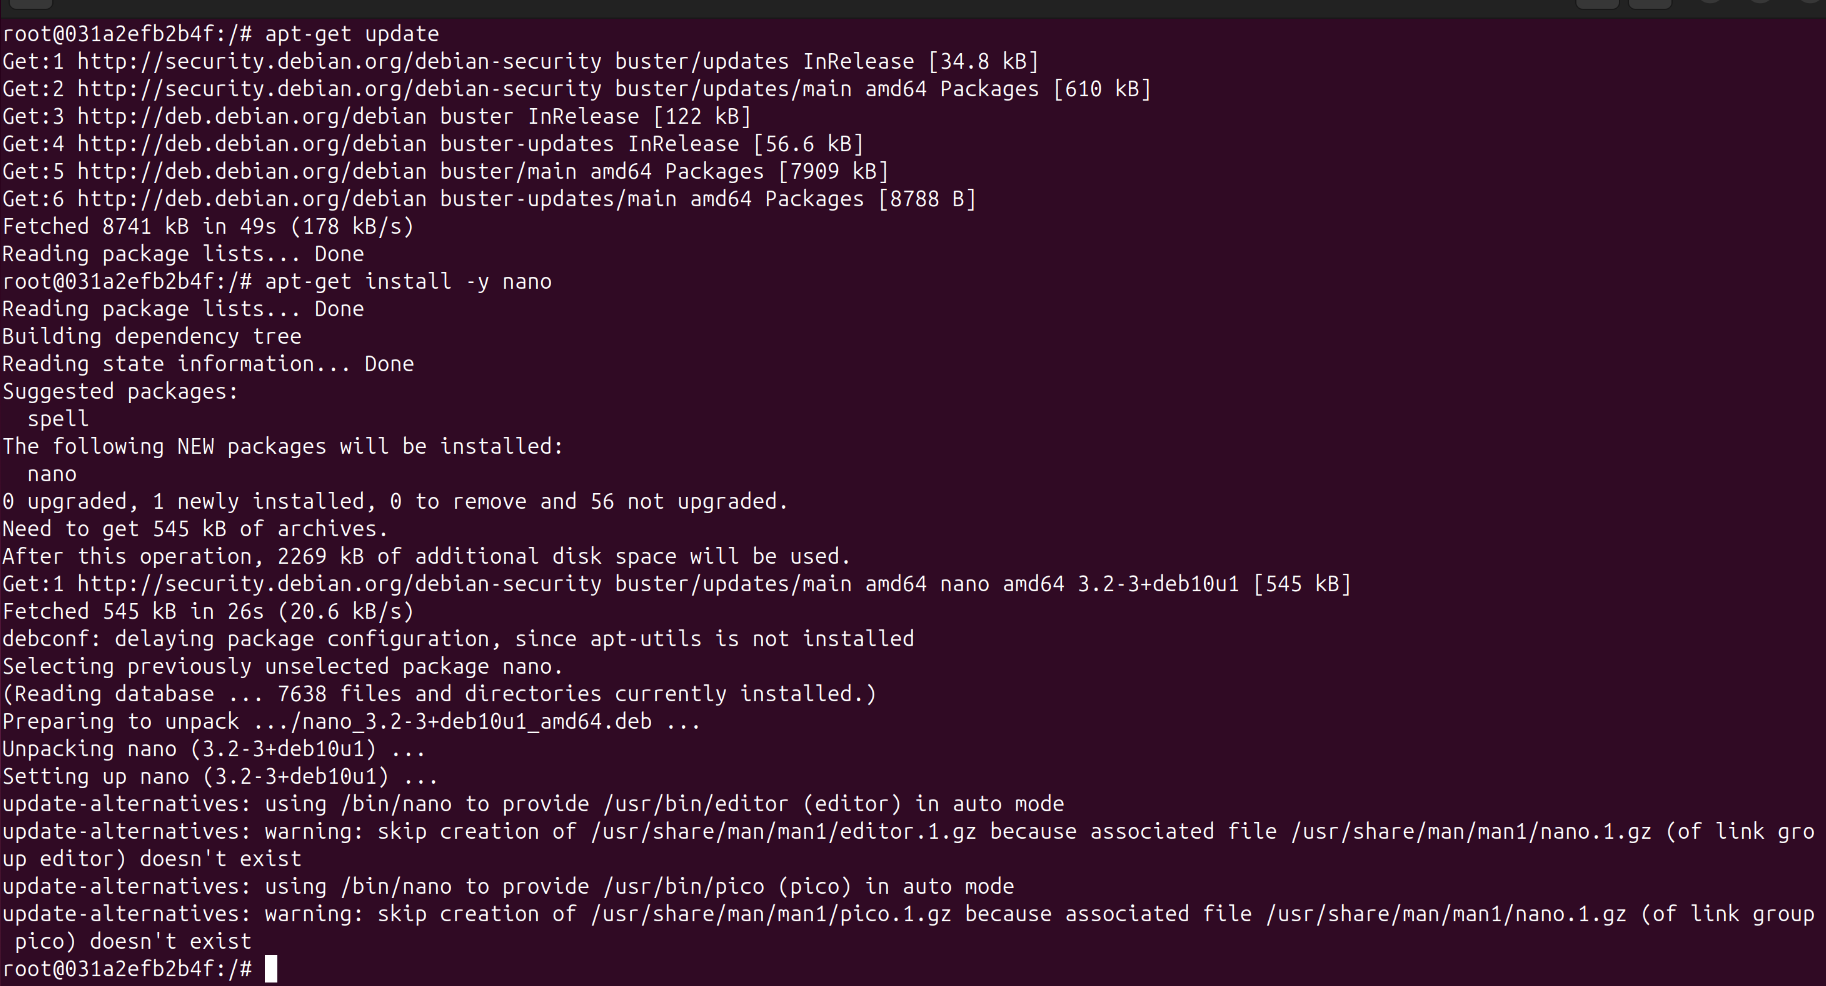 root@031a2efb2b4f:/# apt-get update
Get:1 http://security.debian.org/debian-security buster/updates InRelease [34.8 kB]
Get:2 http://security.debian.org/debian-security buster/updates/main amd64 Packages [610 kB]
Get:3 http://deb.debian.org/debian buster InRelease [122 kB]
Get:4 http://deb.debian.org/debian buster-updates InRelease [56.6 kB]
Get:5 http://deb.debian.org/debian buster/main amd64 Packages [7909 kB]
Get:6 http://deb.debian.org/debian buster-updates/main amd64 Packages [8788 B]
Fetched 8741 kB in 49s (178 kB/s)
Reading package lists... Done
root@031a2efb2b4f:/# apt-get install -y nano
Reading package lists... Done
Building dependency tree
Reading state information... Done
Suggested packages:
  spell
The following NEW packages will be installed:
  nano
0 upgraded, 1 newly installed, 0 to remove and 56 not upgraded.
Need to get 545 kB of archives.
After this operation, 2269 kB of additional disk space will be used.
Get:1 http://security.debian.org/debian-security buster/updates/main amd64 nano amd64 3.2-3+deb10u1 [545 kB]
Fetched 545 kB in 26s (20.6 kB/s)
debconf: delaying package configuration, since apt-utils is not installed
Selecting previously unselected package nano.
(Reading database ... 7638 files and directories currently installed.)
Preparing to unpack .../nano_3.2-3+deb10u1_amd64.deb ...
Unpacking nano (3.2-3+deb10u1) ...
Setting up nano (3.2-3+deb10u1) ...
update-alternatives: using /bin/nano to provide /usr/bin/editor (editor) in auto mode
update-alternatives: warning: skip creation of /usr/share/man/man1/editor.1.gz because associated file /usr/share/man/man1/nano.1.gz (of link gro
up editor) doesn't exist
update-alternatives: using /bin/nano to provide /usr/bin/pico (pico) in auto mode
update-alternatives: warning: skip creation of /usr/share/man/man1/pico.1.gz because associated file /usr/share/man/man1/nano.1.gz (of link group
 pico) doesn't exist
root@031a2efb2b4f:/#